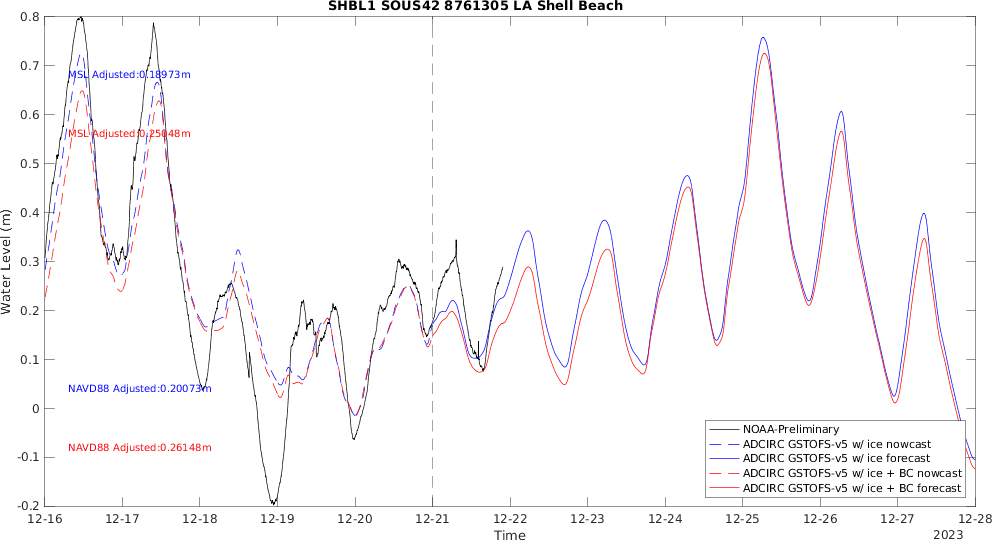 SHBL1 SOUS42 8761305 LA Shell Beach
Water Level (m)
0.8
0.7
0.6
0.5
0.4
0.3
0.2
0.1
0
-0.1
-0.2
MSL Adjusted:0.18973m
MSL Adjusted:0.25048m
NAVD88 Adjusted:0.20073m
NAVD88 Adjusted:0.26148m
NOAA-Preliminary
ADCIRC GSTOFS-v5 w/ ice nowcast
ADCIRC GSTOFS-v5 w/ ice forecast
ADCIRC GSTOFS-v5 w/ ice + BC nowcast
ADCIRC GSTOFS-v5 w/ ice + BC forecast
12-16 12-17 12-18 12-19 12-20 12-21 12-22 12-23 12-24 12-25 12-26 12-27 12-28
Time
2023